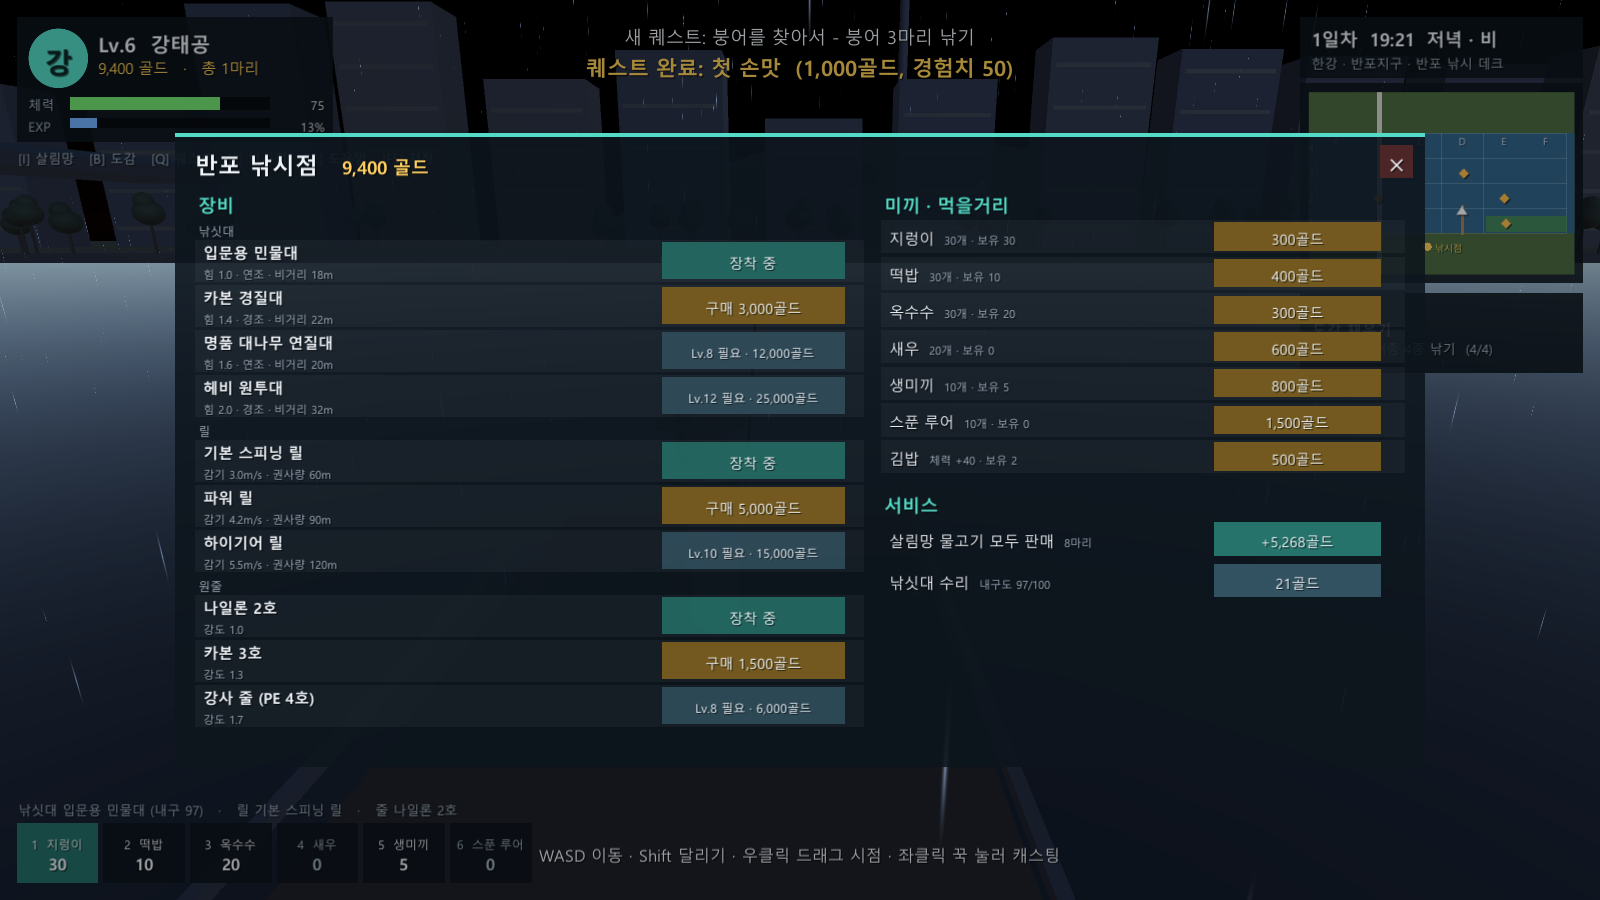 강
Lv.6 강태공
9,400 골드 · 총 1마리
체력 75
EXP 13%
[I] 살림망 [B] 도감 [Q]
새 퀘스트: 붕어를 찾아서 - 붕어 3마리 낚기
퀘스트 완료: 첫 손맛 (1,000골드, 경험치 50)
1일차 19:21 저녁 · 비
한강 · 반포지구 · 반포 낚시 데크
D E F
낚시점
낚기 (4/4)
반포 낚시점 9,400 골드
×
장비
낚싯대
입문용 민물대
힘 1.0 · 연조 · 비거리 18m
장착 중
카본 경질대
힘 1.4 · 경조 · 비거리 22m
구매 3,000골드
명품 대나무 연질대
힘 1.6 · 연조 · 비거리 20m
Lv.8 필요 · 12,000골드
헤비 원투대
힘 2.0 · 경조 · 비거리 32m
Lv.12 필요 · 25,000골드
릴
기본 스피닝 릴
감기 3.0m/s · 권사량 60m
장착 중
파워 릴
감기 4.2m/s · 권사량 90m
구매 5,000골드
하이기어 릴
감기 5.5m/s · 권사량 120m
Lv.10 필요 · 15,000골드
원줄
나일론 2호
강도 1.0
장착 중
카본 3호
강도 1.3
구매 1,500골드
강사 줄 (PE 4호)
강도 1.7
Lv.8 필요 · 6,000골드
미끼 · 먹을거리
지렁이 30개 · 보유 30 300골드
떡밥 30개 · 보유 10 400골드
옥수수 30개 · 보유 20 300골드
새우 20개 · 보유 0 600골드
생미끼 10개 · 보유 5 800골드
스푼 루어 10개 · 보유 0 1,500골드
김밥 체력 +40 · 보유 2 500골드
서비스
살림망 물고기 모두 판매 8마리 +5,268골드
낚싯대 수리 내구도 97/100 21골드
낚싯대 입문용 민물대 (내구 97) · 릴 기본 스피닝 릴 · 줄 나일론 2호
1 지렁이 30
2 떡밥 10
3 옥수수 20
4 새우 0
5 생미끼 5
6 스푼 루어 0
WASD 이동 · Shift 달리기 · 우클릭 드래그 시점 · 좌클릭 꾹 눌러 캐스팅